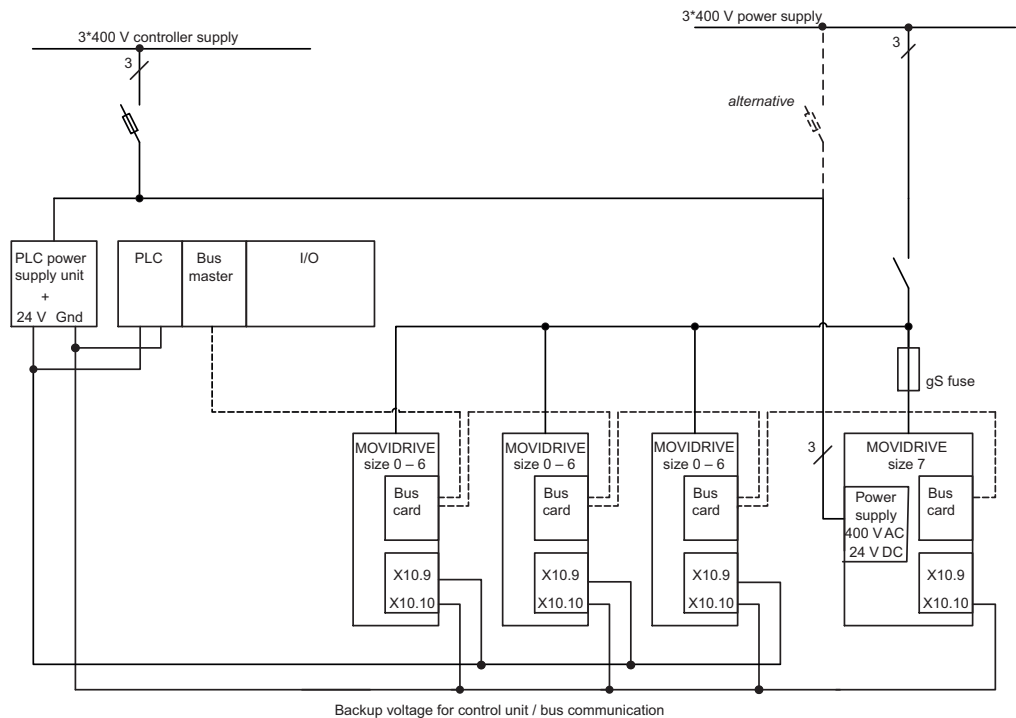 3*400 V power supply
3*400 V controller supply
3
3
alternative
PLC power
supply unit
+
24 V Gnd
PLC
Bus
master
I/O
gS fuse
MOVIDRIVE
size 0 – 6
Bus
card
X10.9
X10.10
MOVIDRIVE
size 0 – 6
Bus
card
X10.9
X10.10
MOVIDRIVE
size 0 – 6
Bus
card
X10.9
X10.10
3
MOVIDRIVE
size 7
Power
supply
400 V AC
24 V DC
Bus
card
X10.9
X10.10
Backup voltage for control unit / bus communication